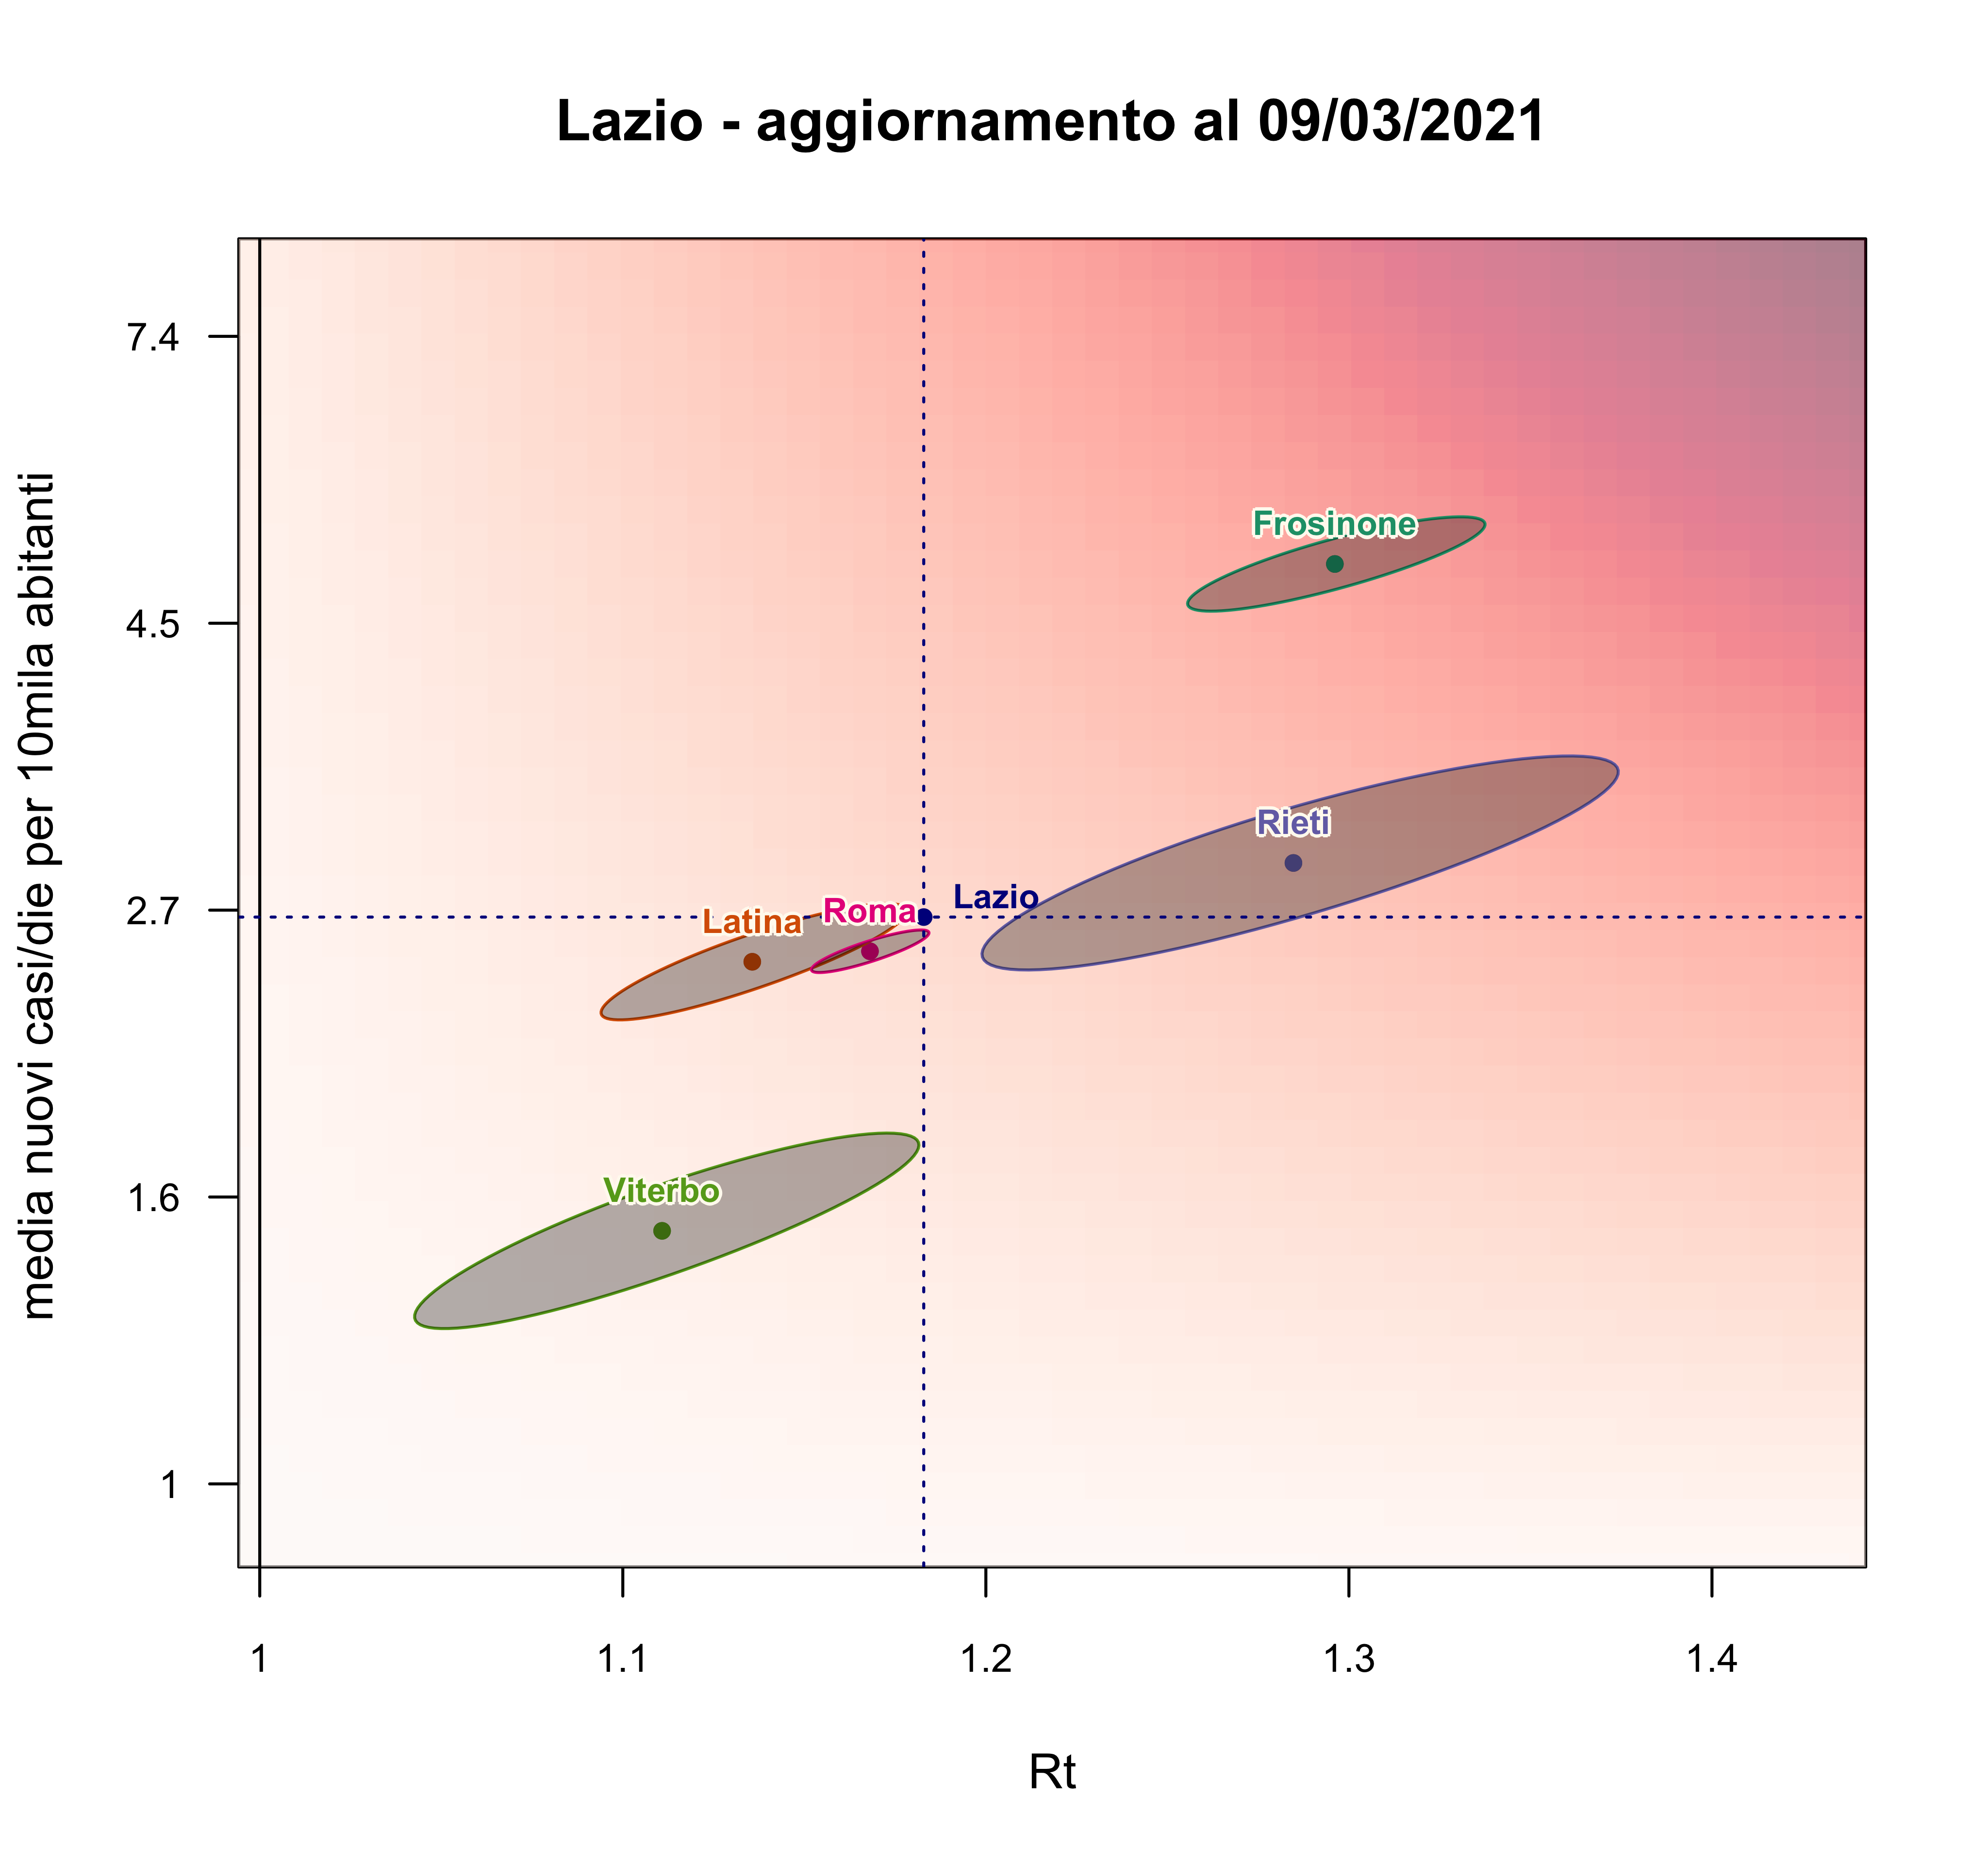 Lazio - aggiornamento al 09/03/2021
media nuovi casi/die per 10mila abitanti
7.4
4.5
2.7
1.6
1
Frosinone
Rieti
Lazio
Roma
Latina
Viterbo
1 1.1 1.2 1.3 1.4
Rt